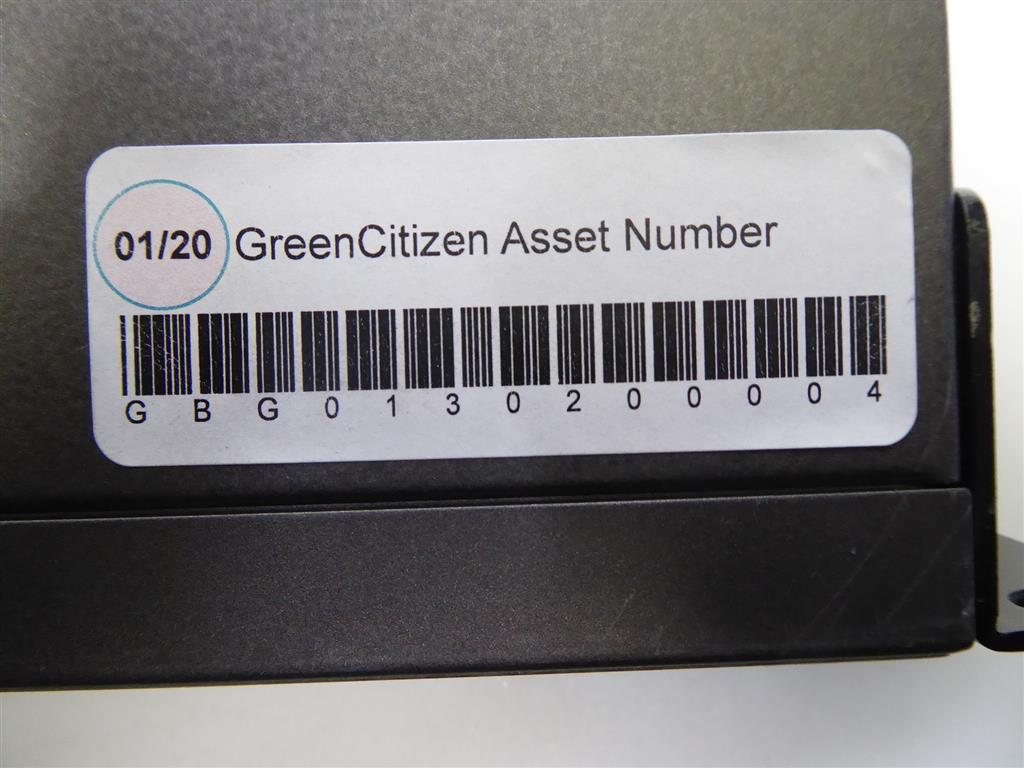 01/20 GreenCitizen Asset Number
G B G 0 1 3 0 2 0 0 0 0 4